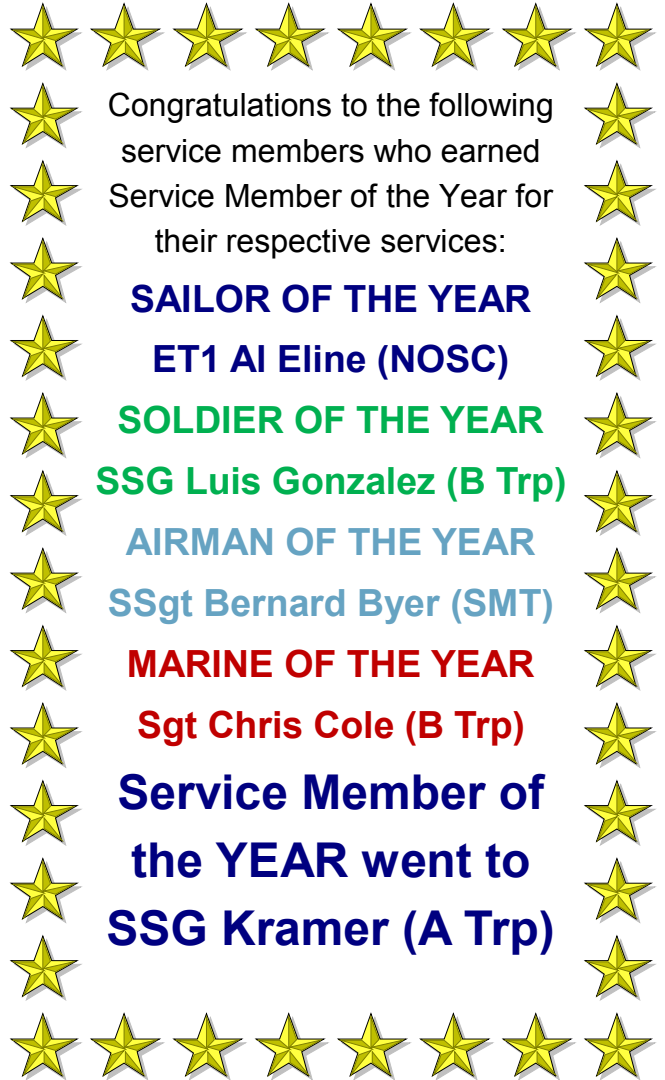 Congratulations to the following
service members who earned
Service Member of the Year for
their respective services:
SAILOR OF THE YEAR
ET1 Al Eline (NOSC)
SOLDIER OF THE YEAR
SSG Luis Gonzalez (B Trp)
AIRMAN OF THE YEAR
SSgt Bernard Byer (SMT)
MARINE OF THE YEAR
Sgt Chris Cole (B Trp)
Service Member of
the YEAR went to
SSG Kramer (A Trp)